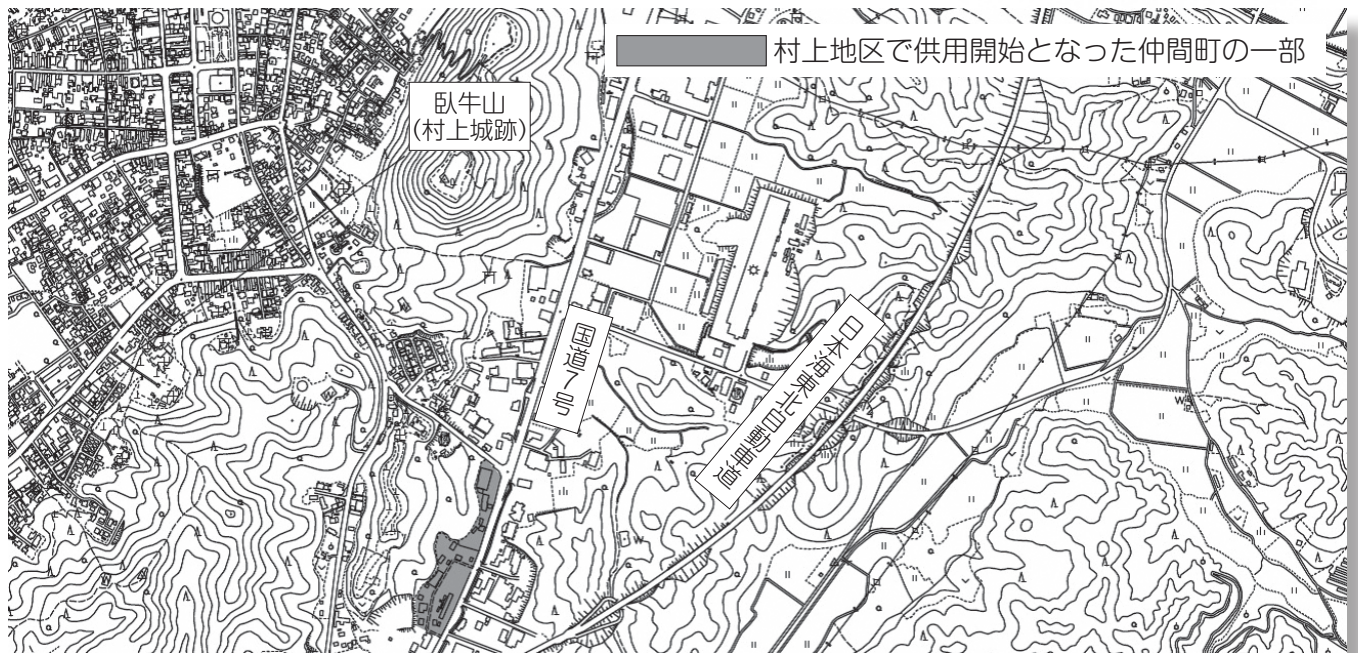 村上地区で供用開始となった仲間町の一部
臥牛山
(村上城跡)
国道7号
日本海東北自動車道